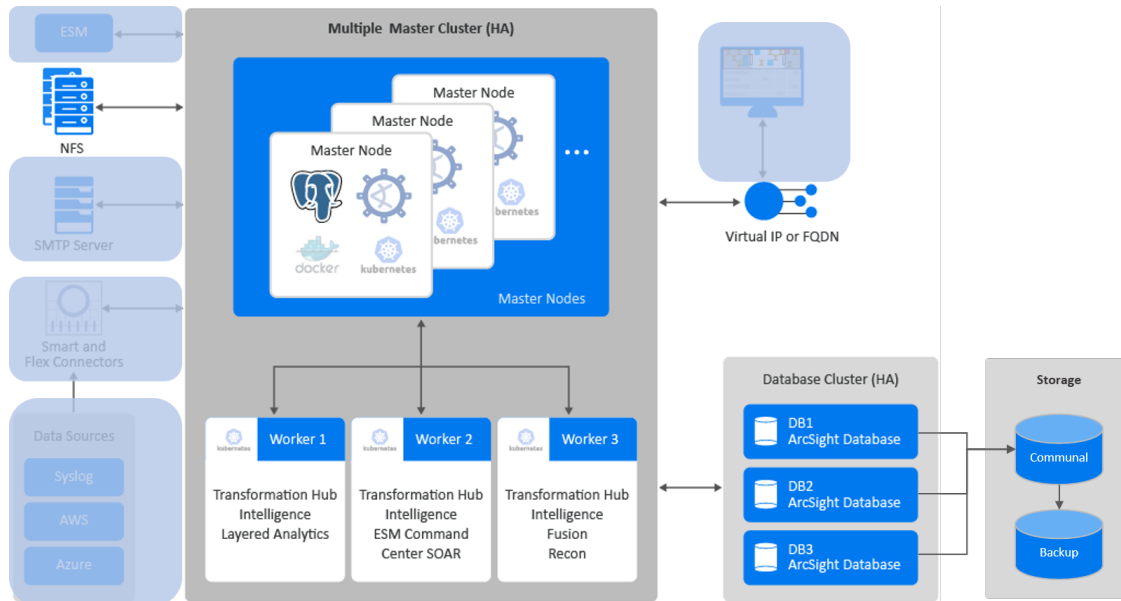 ESM
NFS
SMTP Server
Smart and
Flex Connectors
Data Sources
Syslog
AWS
Azure
Multiple Master Cluster (HA)
Master Node
Master Node
Master Node
...
docker
kubernetes
bernetes
bernetes
Master Nodes
kubernetes
Worker 1
Transformation Hub
Intelligence
Layered Analytics
kubernetes
Worker 2
Transformation Hub
Intelligence
ESM Command
Center SOAR
kubernetes
Worker 3
Transformation Hub
Intelligence
Fusion
Recon
Virtual IP or FQDN
Database Cluster (HA)
DB1
ArcSight Database
DB2
ArcSight Database
DB3
ArcSight Database
Storage
Communal
Backup